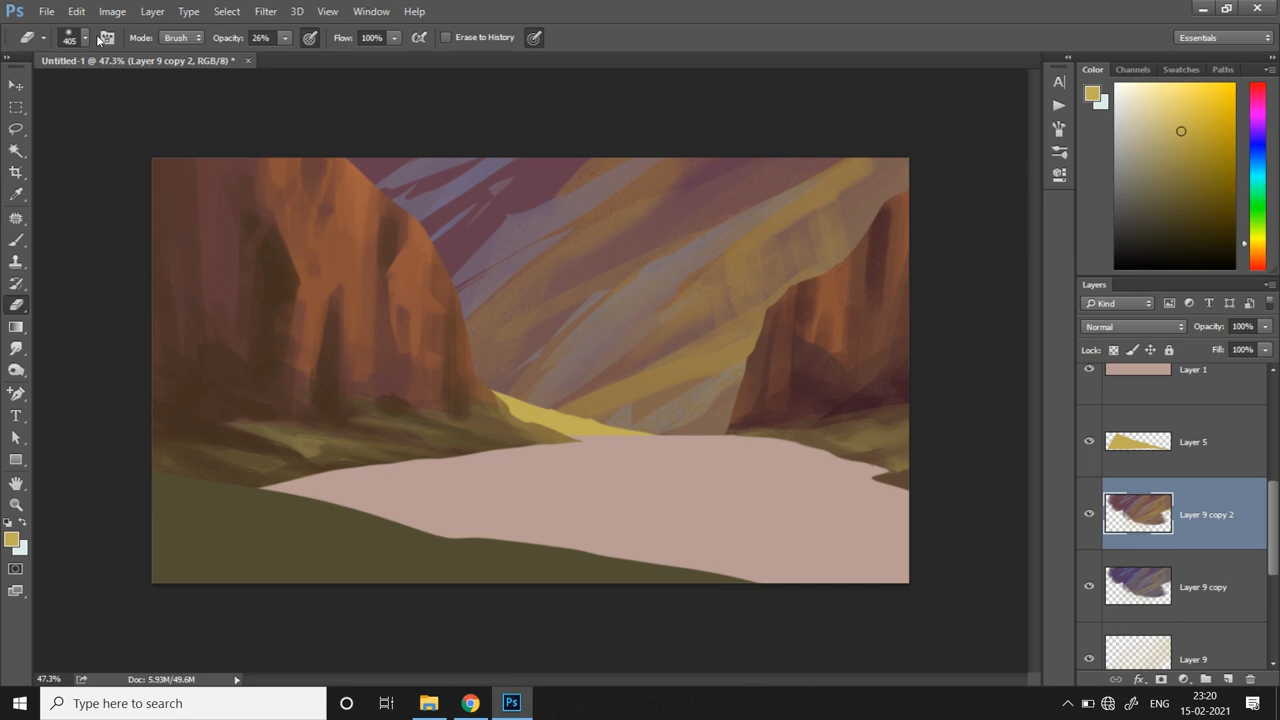 Ps File Edit Image Layer Type Select Filter 3D View Window Help
405 Mode: Brush Opacity: 26% Flow: 100% Erase to History Essentials
Untitled-1 @ 47.3% (Layer 9 copy 2, RGB/8) * ×
Color Channels Swatches Paths
Layers
Kind
Normal Opacity: 100%
Lock: Fill: 100%
Layer 1
Layer 5
Layer 9 copy 2
Layer 9 copy
Layer 9
47.3% Doc: 5.93M/49.6M
Type here to search
Ps
ENG
23:20
15-02-2021